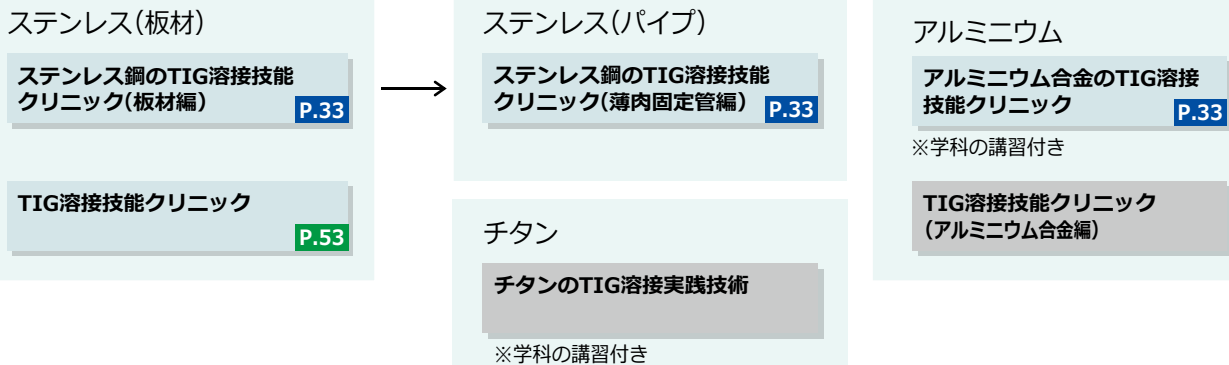 ステンレス(板材)
ステンレス鋼のTIG溶接技能
クリニック(板材編)
P.33
TIG溶接技能クリニック
P.53
ステンレス(パイプ)
ステンレス鋼のTIG溶接技能
クリニック(薄肉固定管編)
P.33
チタン
チタンのTIG溶接実践技術
※学科の講習付き
アルミニウム
アルミニウム合金のTIG溶接
技能クリニック
P.33
※学科の講習付き
TIG溶接技能クリニック
(アルミニウム合金編)